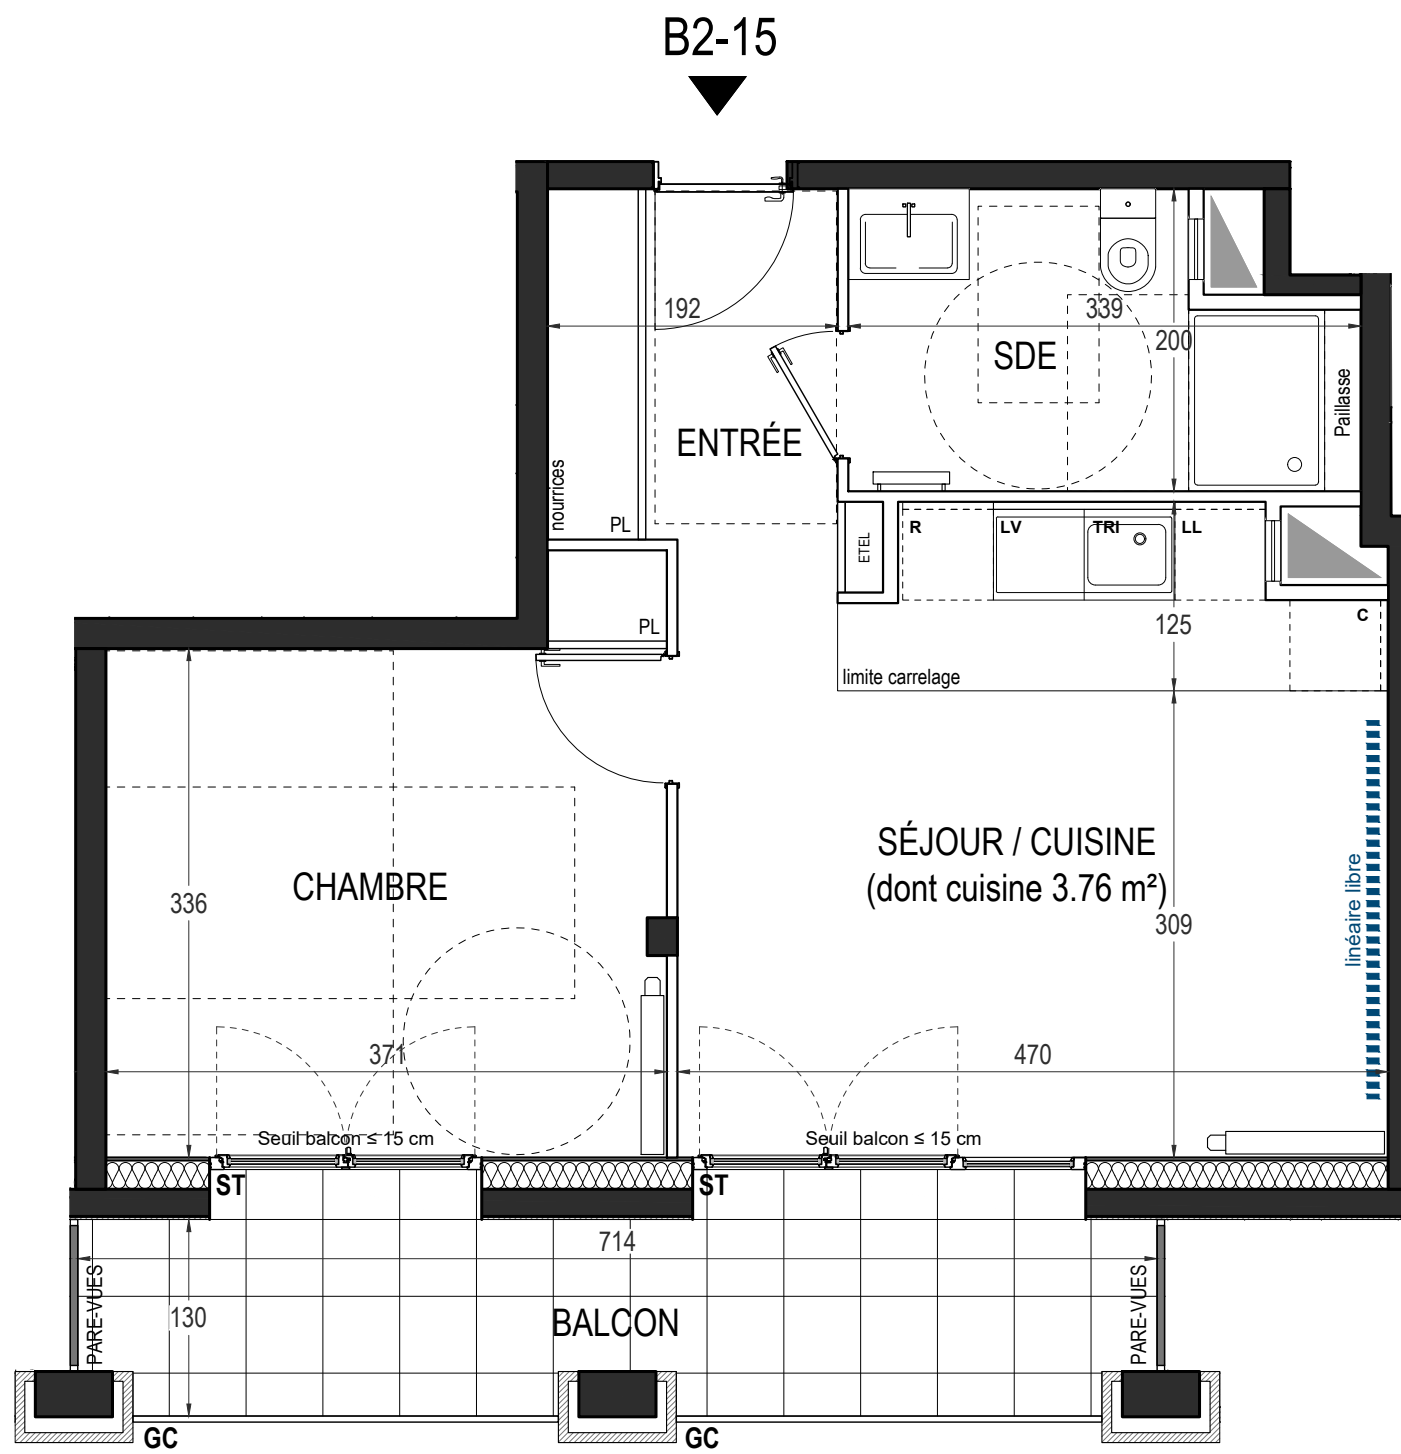 B2-15
192
339
200
SDE
Paillasse
ENTRÉE
nourrices
PL
ETEL
R
LV
TRI
LL
C
PL
125
limite carrelage
SÉJOUR / CUISINE
(dont cuisine 3.76 m²)
CHAMBRE
336
309
linéaire libre
371
470
Seuil balcon ≤ 15 cm
Seuil balcon ≤ 15 cm
ST
ST
714
PARE-VUES
PARE-VUES
130
BALCON
GC
GC